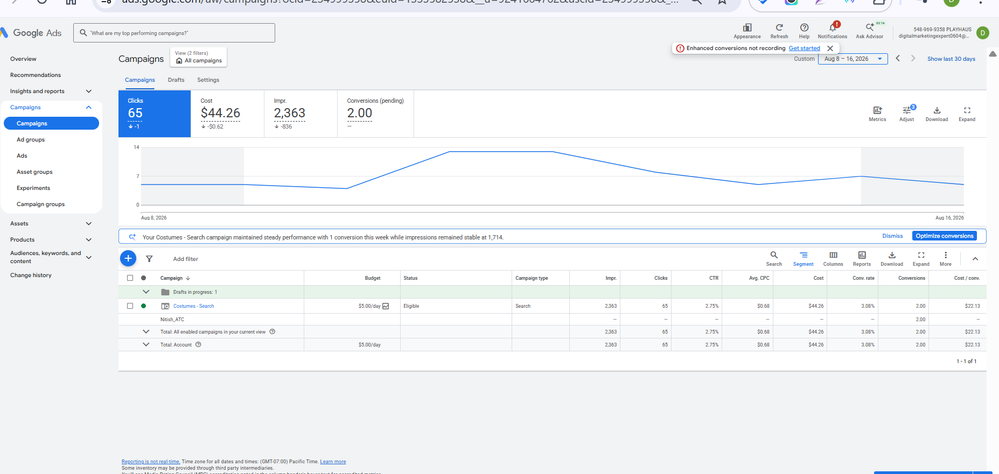 Google Ads
"What are my top performing campaigns?"
Appearance
Refresh
Help
Notifications
Ask Advisor
BETA
548-969-9358 PLAYHAUS
digitalmarketingexpert0604@...
D
Enhanced conversions not recording Get started
Overview
Recommendations
Insights and reports
Campaigns
Campaigns
Ad groups
Ads
Asset groups
Experiments
Campaign groups
Assets
Products
Audiences, keywords, and
content
Change history
Campaigns
View (2 filters)
All campaigns
Custom
Aug 8 – 16, 2026
Show last 30 days
Campaigns Drafts Settings
Clicks
65
-1
Cost
$44.26
-$0.62
Impr.
2,363
-836
Conversions (pending)
2.00
—
Metrics
3
Adjust
Download
Expand
14
7
0
Aug 8, 2026
Aug 16, 2026
Your Costumes - Search campaign maintained steady performance with 1 conversion this week while impressions remained stable at 1,714.
Dismiss
Optimize conversions
Add filter
Search
Segment
Columns
Reports
Download
Expand
More
Campaign Budget Status Campaign type Impr. Clicks CTR Avg. CPC Cost Conv. rate Conversions Cost / conv.
Drafts in progress: 1
Costumes - Search $5.00/day Eligible Search 2,363 65 2.75% $0.68 $44.26 3.08% 2.00 $22.13
Nitish_ATC — — — — — — 2.00 —
Total: All enabled campaigns in your current view 2,363 65 2.75% $0.68 $44.26 3.08% 2.00 $22.13
Total: Account $5.00/day 2,363 65 2.75% $0.68 $44.26 3.08% 2.00 $22.13
1 - 1 of 1
Reporting is not real-time. Time zone for all dates and times: (GMT-07:00) Pacific Time. Learn more
Some inventory may be provided through third party intermediaries.